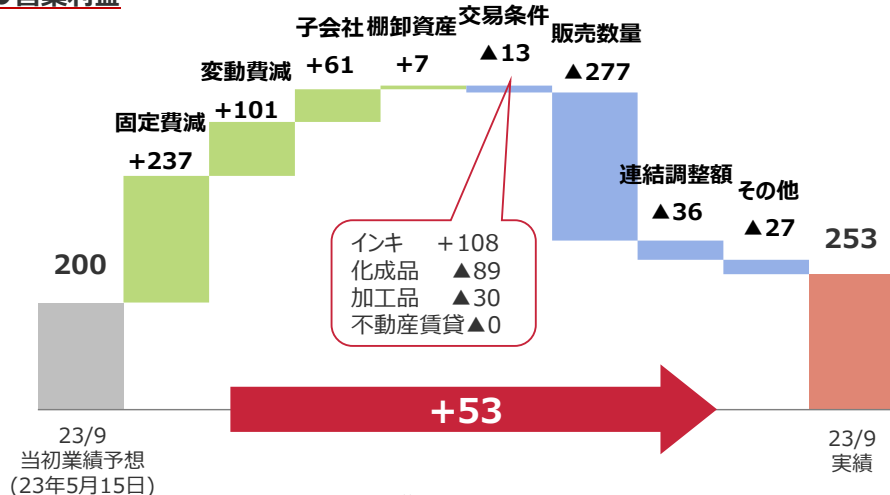 営業利益
固定費減
+237
変動費減
+101
子会社
+61
棚卸資産
+7
交易条件
▲13
販売数量
▲277
連結調整額
▲36
その他
▲27
200
253
インキ +108
化成品 ▲89
加工品 ▲30
不動産賃貸▲0
+53
23/9
当初業績予想
(23年5月15日)
23/9
実績